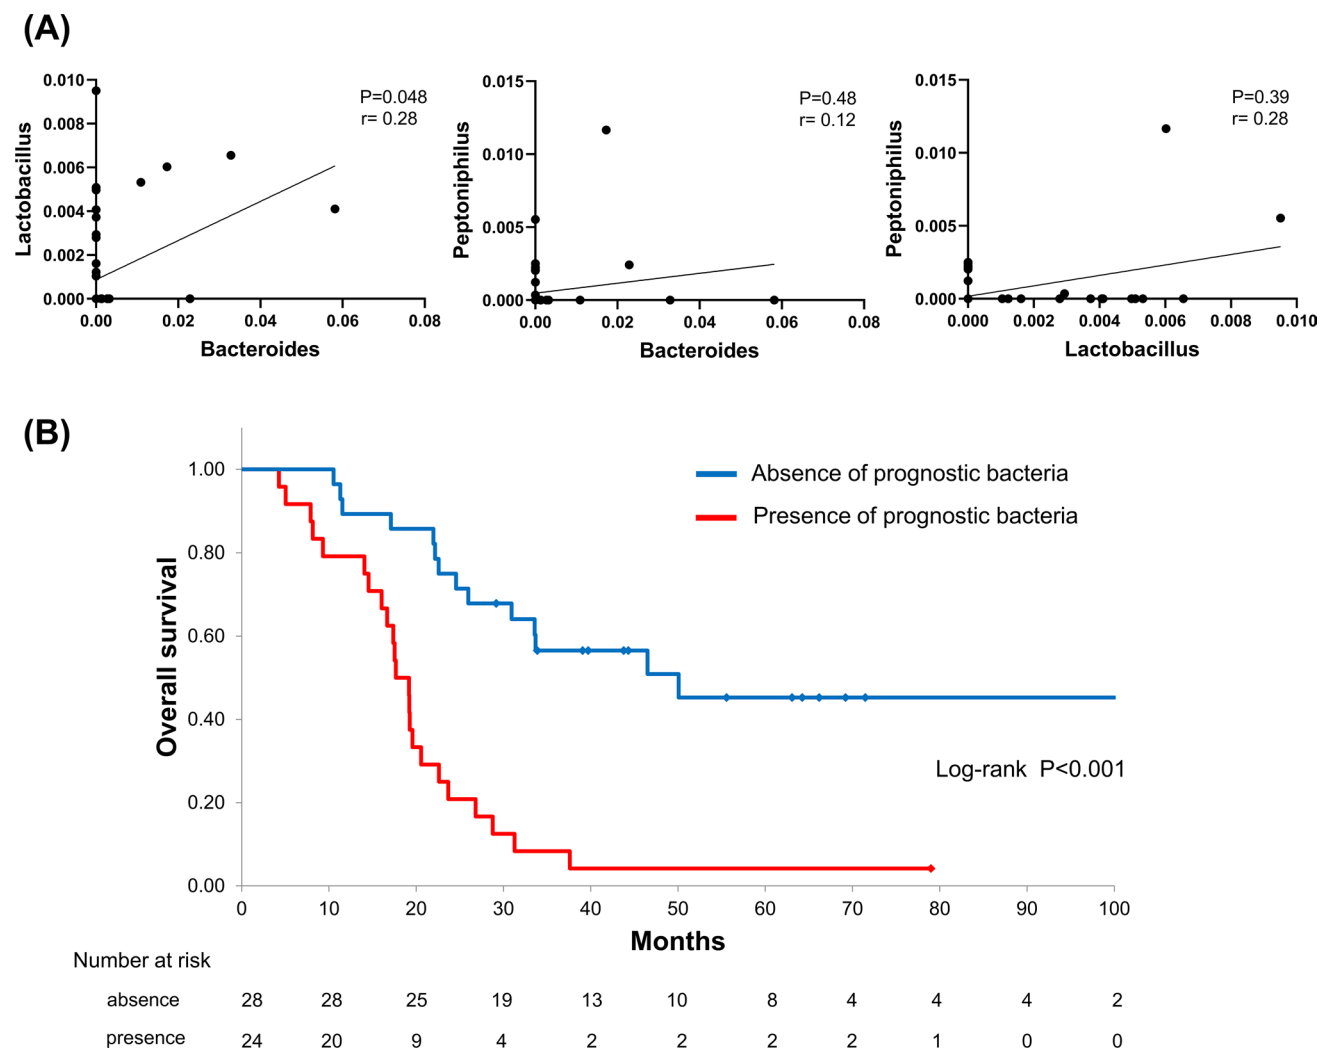 (A)
0.010
0.008
0.006
0.004
0.002
0.000
Lactobacillus
P=0.048
r= 0.28
0.00 0.02 0.04 0.06 0.08
Bacteroides
0.015
0.010
0.005
0.000
Peptoniphilus
P=0.48
r= 0.12
0.00 0.02 0.04 0.06 0.08
Bacteroides
0.015
0.010
0.005
0.000
Peptoniphilus
P=0.39
r= 0.28
0.000 0.002 0.004 0.006 0.008 0.010
Lactobacillus
(B)
1.00
0.80
0.60
0.40
0.20
0.00
Overall survival
Absence of prognostic bacteria
Presence of prognostic bacteria
Log-rank P<0.001
0 10 20 30 40 50 60 70 80 90 100
Months
Number at risk
absence 28 28 25 19 13 10 8 4 4 4 2
presence 24 20 9 4 2 2 2 2 1 0 0